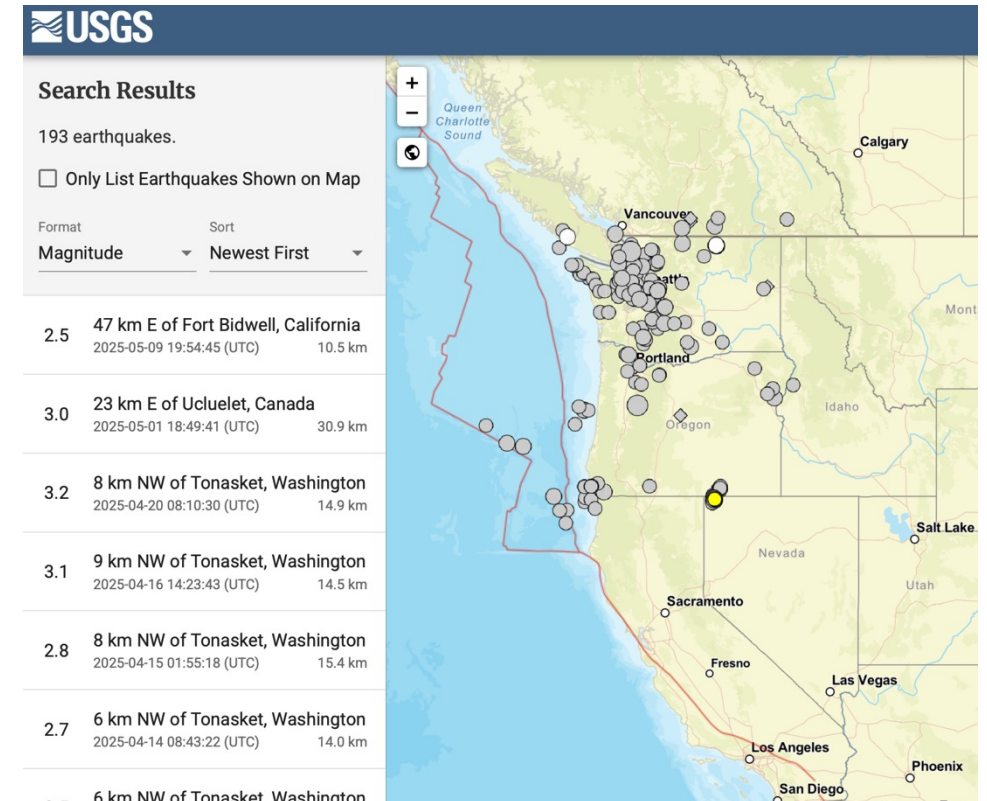 USGS
Search Results
193 earthquakes.
Only List Earthquakes Shown on Map
Format
Sort
Magnitude
Newest First
2.5
47 km E of Fort Bidwell, California
2025-05-09 19:54:45 (UTC)
10.5 km
3.0
23 km E of Ucluelet, Canada
2025-05-01 18:49:41 (UTC)
30.9 km
3.2
8 km NW of Tonasket, Washington
2025-04-20 08:10:30 (UTC)
14.9 km
3.1
9 km NW of Tonasket, Washington
2025-04-16 14:23:43 (UTC)
14.5 km
2.8
8 km NW of Tonasket, Washington
2025-04-15 01:55:18 (UTC)
15.4 km
2.7
6 km NW of Tonasket, Washington
2025-04-14 08:43:22 (UTC)
14.0 km
6 km NW of Tonasket, Washington
+
−
Queen
Charlotte
Sound
Calgary
Vancouver
Mont
Portland
Idaho
Oregon
Salt Lake
Nevada
Utah
Sacramento
Fresno
Las Vegas
Los Angeles
Phoenix
San Diego